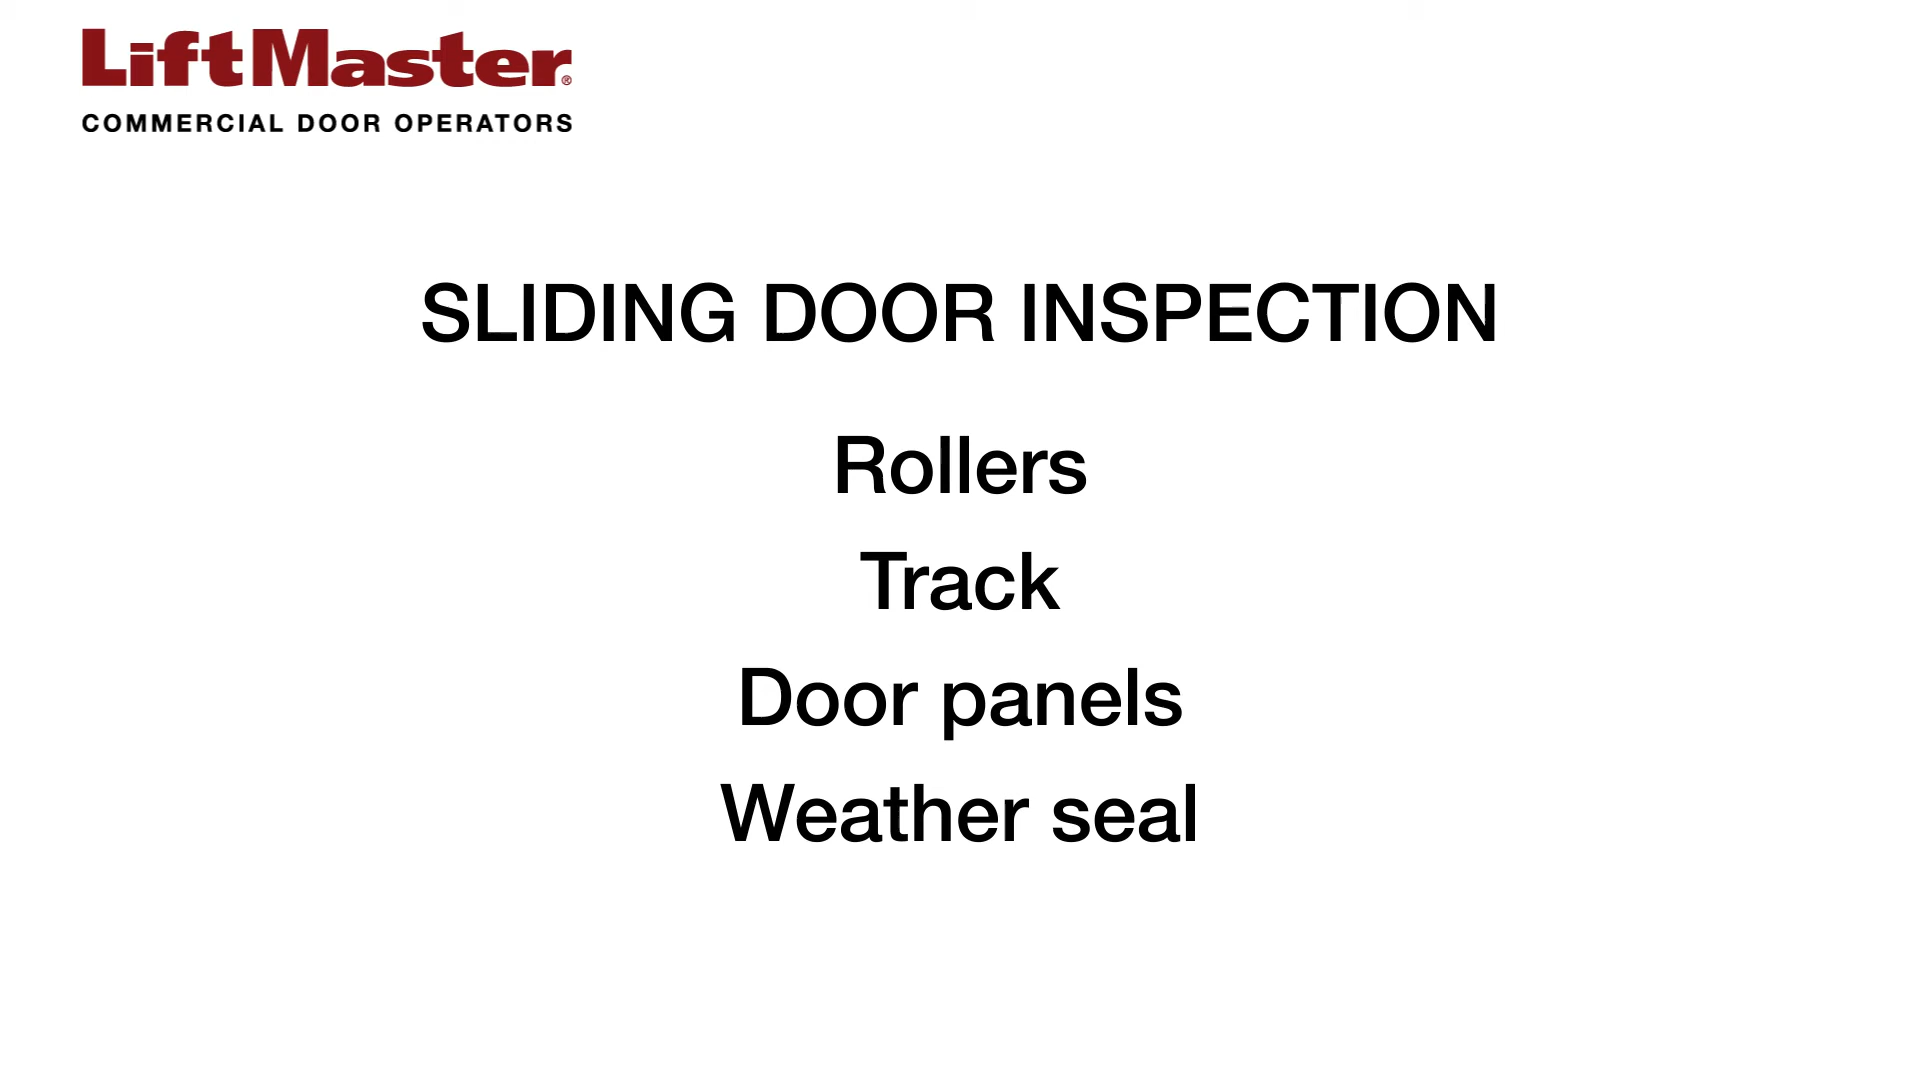 LiftMaster®
COMMERCIAL DOOR OPERATORS
SLIDING DOOR INSPECTION
Rollers
Track
Door panels
Weather seal